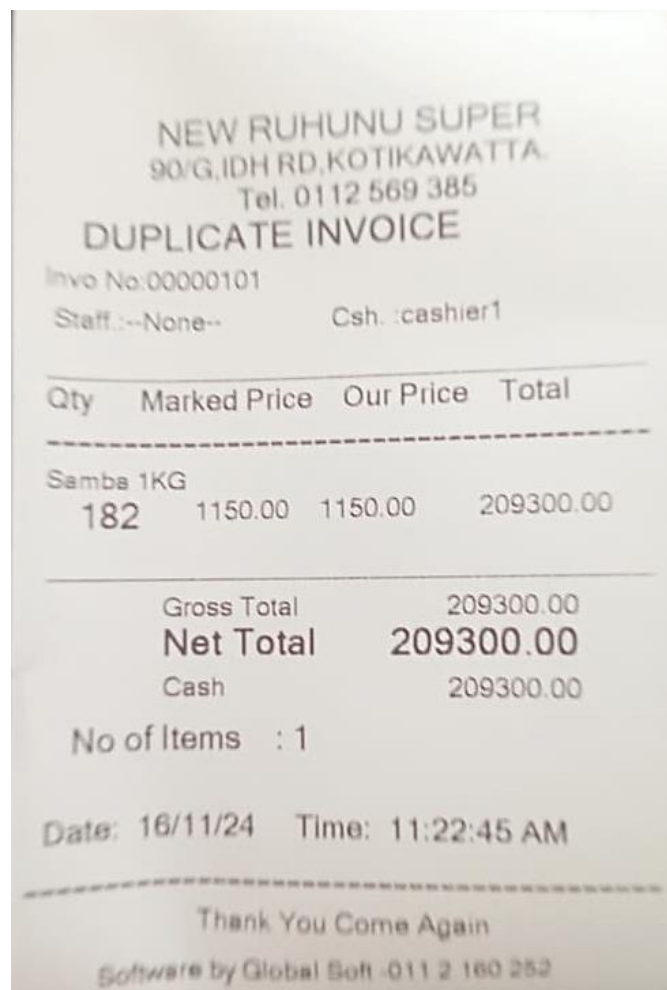 NEW RUHUNU SUPER
90/G,IDH RD,KOTIKAWATTA.
Tel. 0112 569 385
DUPLICATE INVOICE
Invo No:00000101
Staff.:--None-- Csh. :cashier1
Qty Marked Price Our Price Total
Samba 1KG
182 1150.00 1150.00 209300.00
Gross Total 209300.00
Net Total 209300.00
Cash 209300.00
No of Items : 1
Date: 16/11/24 Time: 11:22:45 AM
Thank You Come Again
Software by Global Soft -011 2 160 252